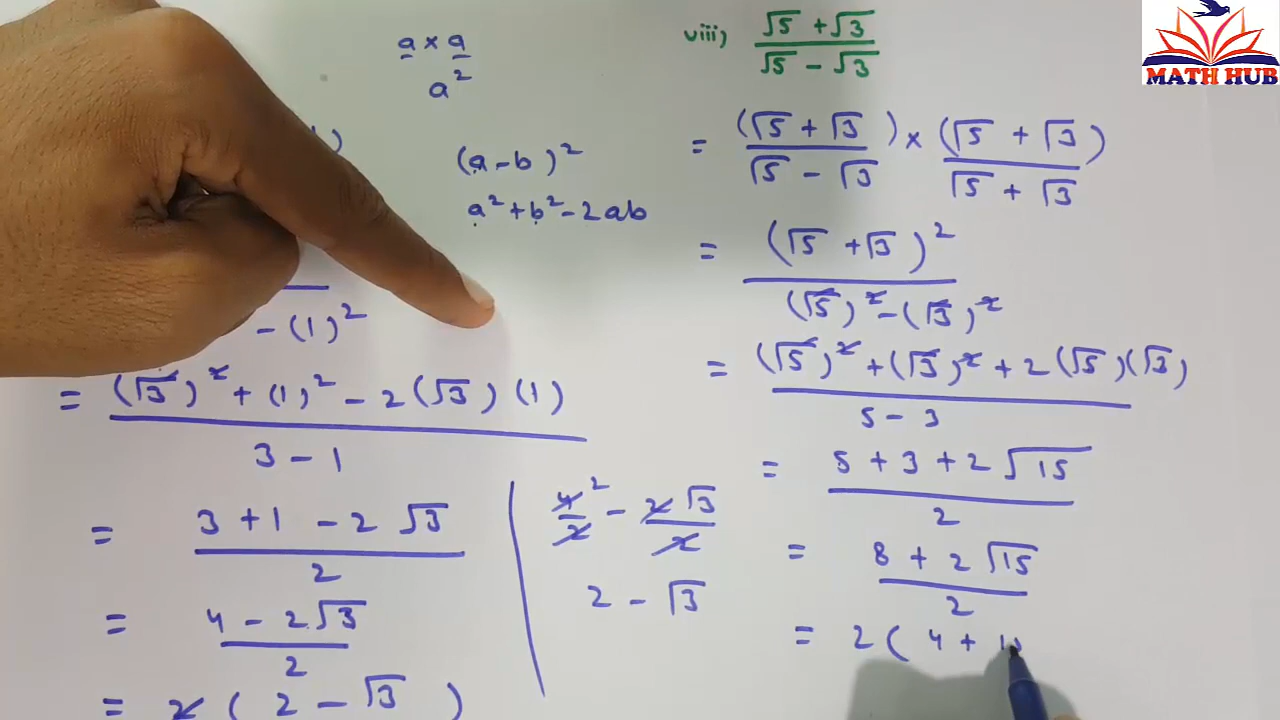 a × a
a²
(a - b)²
a² + b² - 2ab
- (1)²
= (√3)² + (1)² - 2(√3)(1)
3 - 1
= 3 + 1 - 2√3
2
= 4 - 2√3
2
= 2(2 - √3)
4² - 2√3
2 2
2 - √3
viii) √5 + √3
√5 - √3
= (√5 + √3) × (√5 + √3)
√5 - √3 √5 + √3
= (√5 + √3)²
(√5)² - (√3)²
= (√5)² + (√3)² + 2(√5)(√3)
5 - 3
= 5 + 3 + 2√15
2
= 8 + 2√15
2
= 2(4 +
MATH HUB